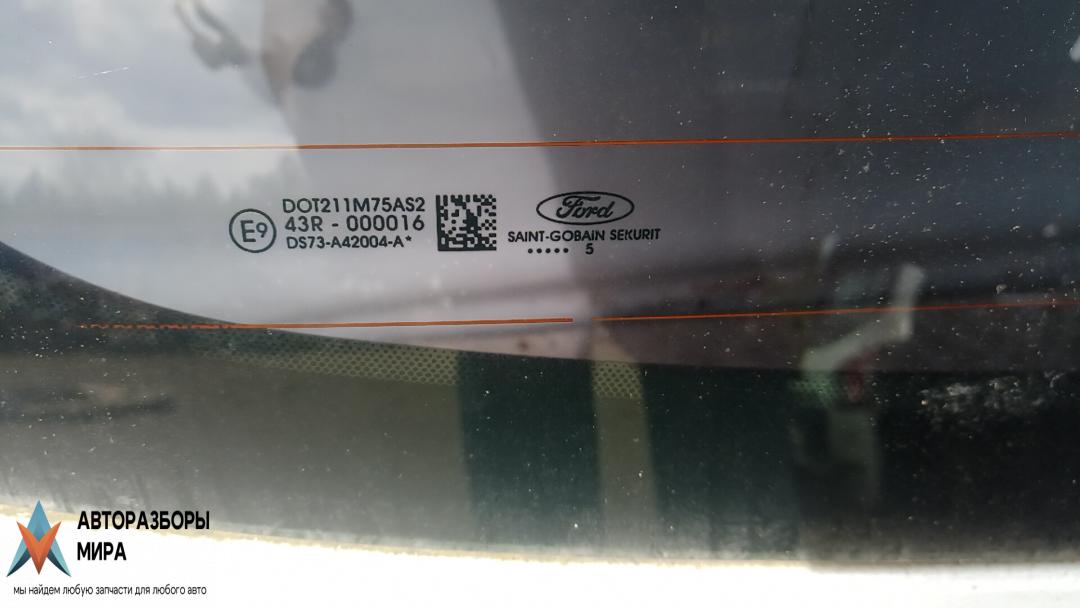 E9
DOT211M75AS2
43R - 000016
DS73-A42004-A*
Ford
SAINT-GOBAIN SEKURIT
..... 5
АВТОРАЗБОРЫ
МИРА
мы найдем любую запчасти для любого авто